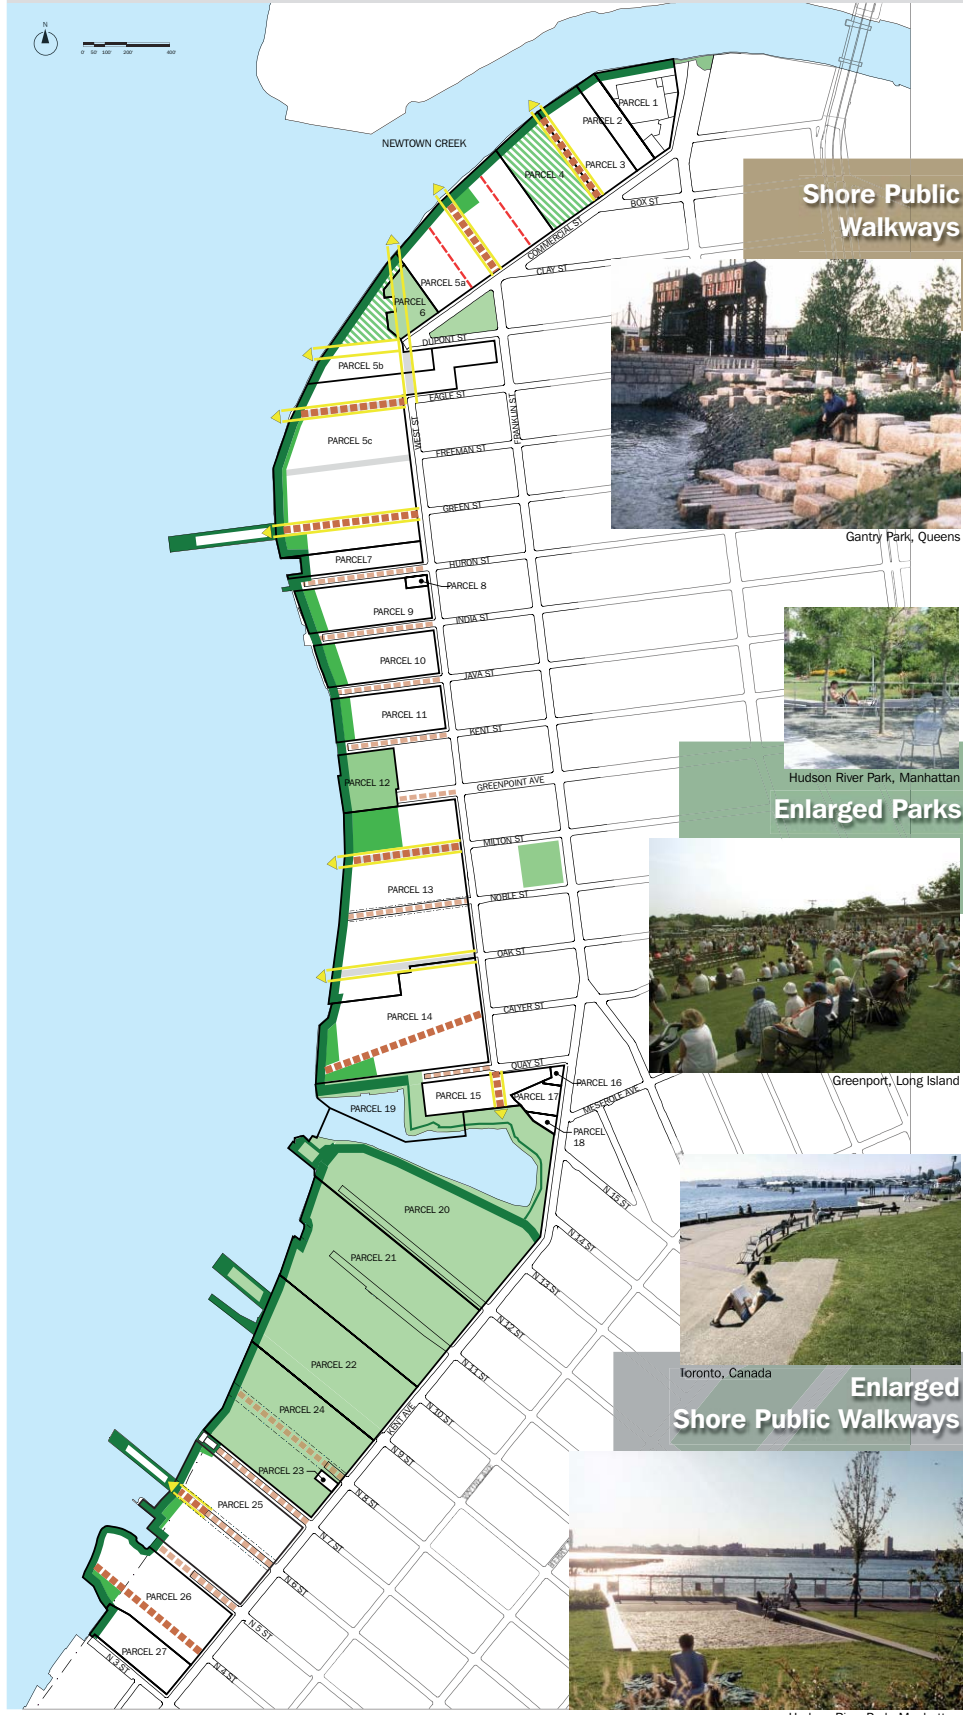 N
0' 50' 100' 200' 400'
NEWTOWN CREEK
PARCEL 1
PARCEL 2
PARCEL 3
PARCEL 4
BOX ST
COMMERCIAL ST
CLAY ST
PARCEL 5a
PARCEL
6
DUPONT ST
PARCEL 5b
EAGLE ST
WEST ST
FRANKLIN ST
PARCEL 5c
FREEMAN ST
GREEN ST
PARCEL7
HURON ST
PARCEL 8
PARCEL 9
INDIA ST
PARCEL 10
JAVA ST
PARCEL 11
KENT ST
PARCEL 12
GREENPOINT AVE
MILTON ST
PARCEL 13
NOBLE ST
OAK ST
CALYER ST
PARCEL 14
QUAY ST
PARCEL 15
PARCEL 16
PARCEL 17
MESEROLE AVE
PARCEL 19
PARCEL
18
PARCEL 20
N 15 ST
PARCEL 21
N 14 ST
N 13 ST
N 12 ST
PARCEL 22
N 11 ST
PARCEL 24
KENT AVE
N 10 ST
N 9 ST
PARCEL 23
WYTHE AVE
N 8 ST
PARCEL 25
N 7 ST
N 6 ST
PARCEL 26
N 5 ST
PARCEL 27
N 4 ST
N 3 ST
Shore Public
Walkways
Gantry Park, Queens
Hudson River Park, Manhattan
Enlarged Parks
Greenport, Long Island
Toronto, Canada
Enlarged
Shore Public Walkways